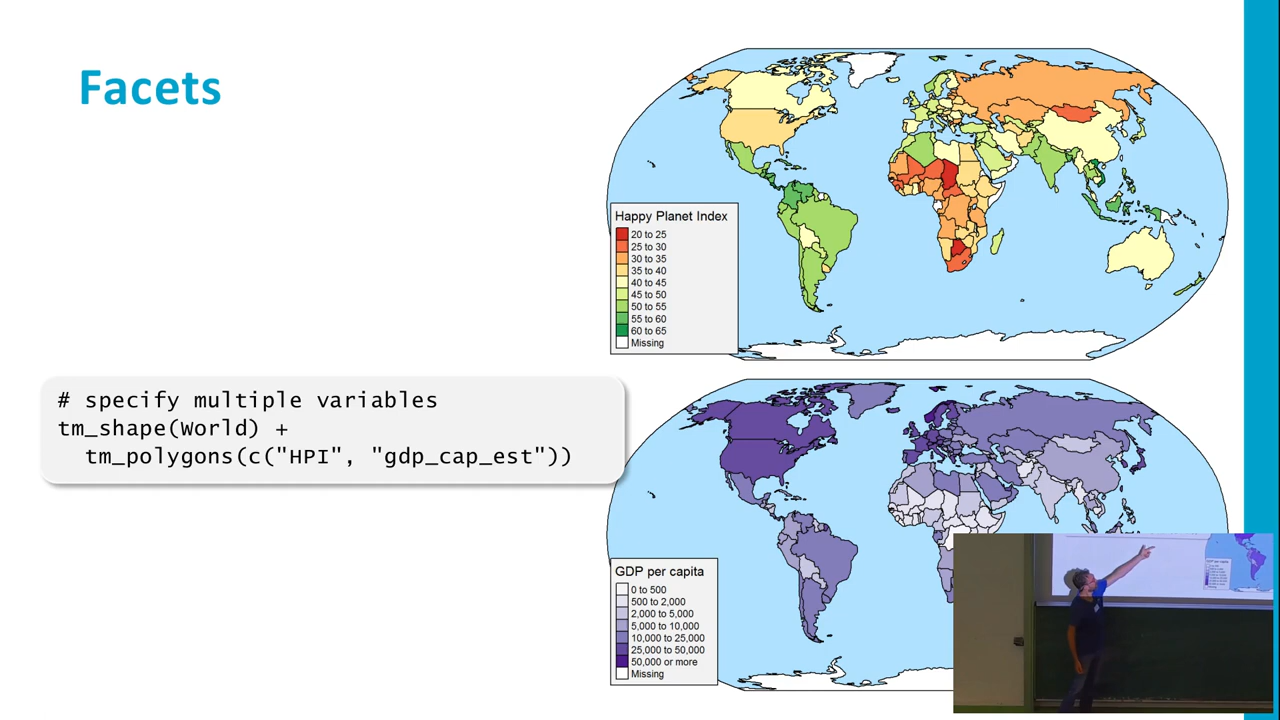 Facets
Happy Planet Index
20 to 25
25 to 30
30 to 35
35 to 40
40 to 45
45 to 50
50 to 55
55 to 60
60 to 65
Missing
# specify multiple variables
tm_shape(World) +
tm_polygons(c("HPI", "gdp_cap_est"))
GDP per capita
0 to 500
500 to 2,000
2,000 to 5,000
5,000 to 10,000
10,000 to 25,000
25,000 to 50,000
50,000 or more
Missing
GDP per capita